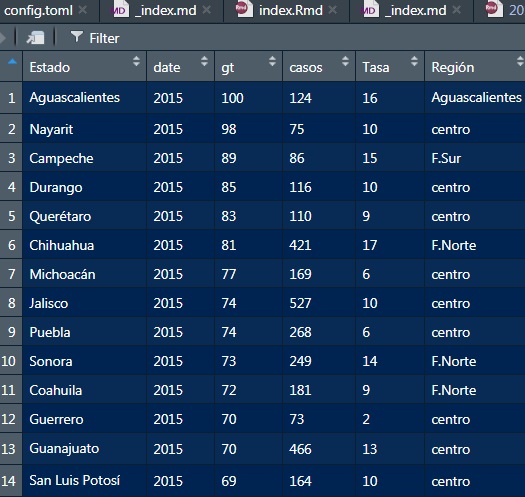 config.toml _index.md index.Rmd _index.md 20
Filter
Estado date gt casos Tasa Región
1 Aguascalientes 2015 100 124 16 Aguascalientes
2 Nayarit 2015 98 75 10 centro
3 Campeche 2015 89 86 15 F.Sur
4 Durango 2015 85 116 10 centro
5 Querétaro 2015 83 110 9 centro
6 Chihuahua 2015 81 421 17 F.Norte
7 Michoacán 2015 77 169 6 centro
8 Jalisco 2015 74 527 10 centro
9 Puebla 2015 74 268 6 centro
10 Sonora 2015 73 249 14 F.Norte
11 Coahuila 2015 72 181 9 F.Norte
12 Guerrero 2015 70 73 2 centro
13 Guanajuato 2015 70 466 13 centro
14 San Luis Potosí 2015 69 164 10 centro